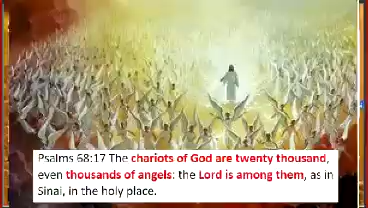 Psalms 68:17 The chariots of God are twenty thousand,
even thousands of angels: the Lord is among them, as in
Sinai, in the holy place.